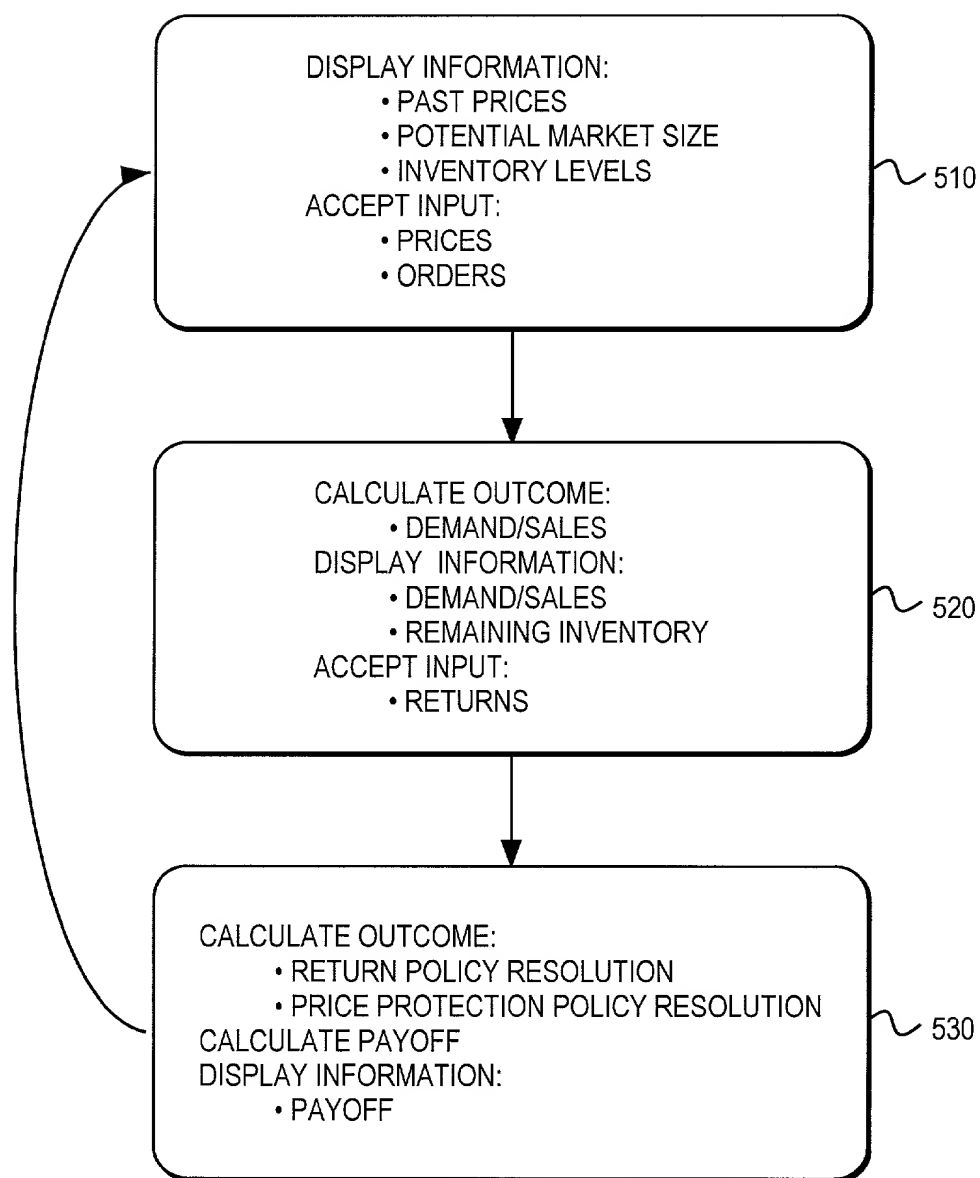 DISPLAY INFORMATION:
• PAST PRICES
• POTENTIAL MARKET SIZE
• INVENTORY LEVELS
ACCEPT INPUT:
• PRICES
• ORDERS
510
CALCULATE OUTCOME:
• DEMAND/SALES
DISPLAY INFORMATION:
• DEMAND/SALES
• REMAINING INVENTORY
ACCEPT INPUT:
• RETURNS
520
CALCULATE OUTCOME:
• RETURN POLICY RESOLUTION
• PRICE PROTECTION POLICY RESOLUTION
CALCULATE PAYOFF
DISPLAY INFORMATION:
• PAYOFF
530